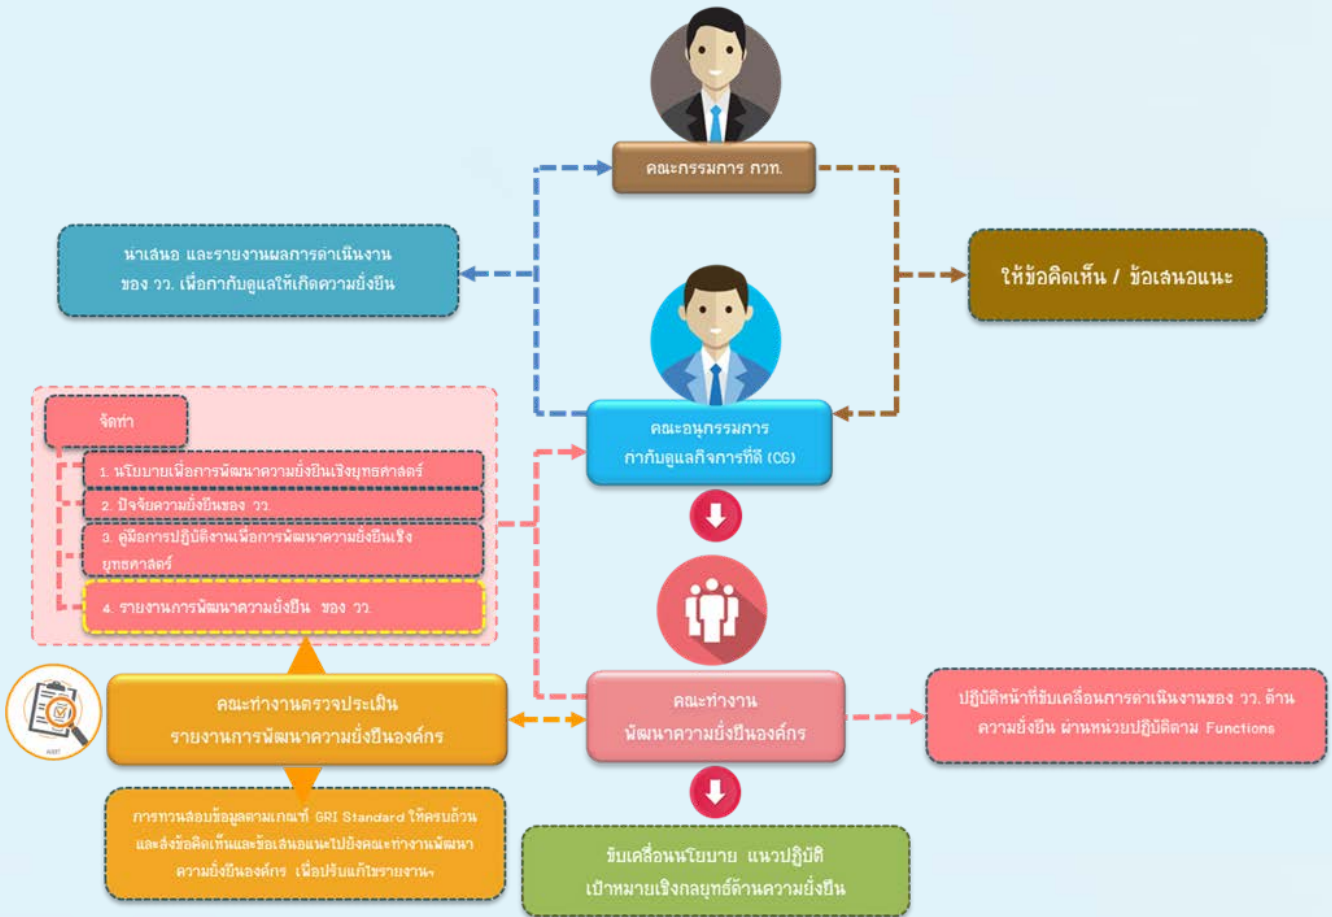 คณะกรรมการ กวท.
นำเสนอ และรายงานผลการดำเนินงาน
ของ วว. เพื่อกำกับดูแลให้เกิดความยั่งยืน
ให้ข้อคิดเห็น / ข้อเสนอแนะ
คณะอนุกรรมการ
กำกับดูแลกิจการที่ดี (CG)
จัดทำ
1. นโยบายเพื่อการพัฒนาความยั่งยืนเชิงยุทธศาสตร์
2. ปัจจัยความยั่งยืนของ วว.
3. คู่มือการปฏิบัติงานเพื่อการพัฒนาความยั่งยืนเชิง
ยุทธศาสตร์
4. รายงานการพัฒนาความยั่งยืน ของ วว.
คณะทำงานตรวจประเมิน
รายงานการพัฒนาความยั่งยืนองค์กร
คณะทำงาน
พัฒนาความยั่งยืนองค์กร
ปฏิบัติหน้าที่ขับเคลื่อนการดำเนินงานของ วว. ด้าน
ความยั่งยืน ผ่านหน่วยปฏิบัติตาม Functions
AUDIT
การทวนสอบข้อมูลตามเกณฑ์ GRI Standard ให้ครบถ้วน
และส่งข้อคิดเห็นและข้อเสนอแนะไปยังคณะทำงานพัฒนา
ความยั่งยืนองค์กร เพื่อปรับแก้ไขรายงานฯ
ขับเคลื่อนนโยบาย แนวปฏิบัติ
เป้าหมายเชิงกลยุทธ์ด้านความยั่งยืน